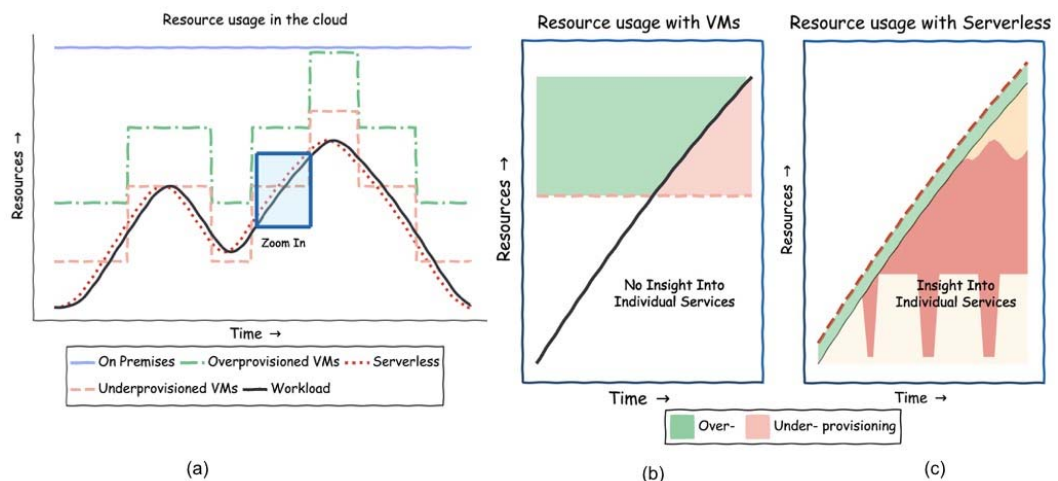 Resource usage in the cloud
Resources →
Zoom In
Time →
On Premises Overprovisioned VMs Serverless
Underprovisioned VMs Workload
(a)
Resource usage with VMs
Resources →
No Insight Into
Individual Services
Time →
(b)
Resource usage with Serverless
Resources →
Insight Into
Individual Services
Time →
Over- Under- provisioning
(c)